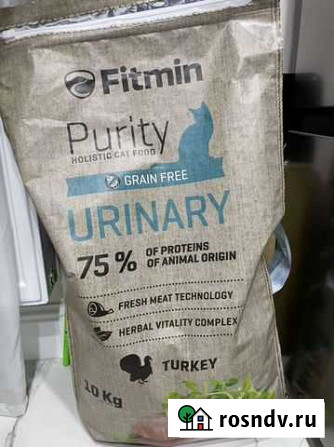 Fitmin
Purity
HOLISTIC CAT FOOD
GRAIN FREE
URINARY
75 % OF PROTEINS
OF ANIMAL ORIGIN
FRESH MEAT TECHNOLOGY
HERBAL VITALITY COMPLEX
TURKEY
10 Kg
rosndv.ru